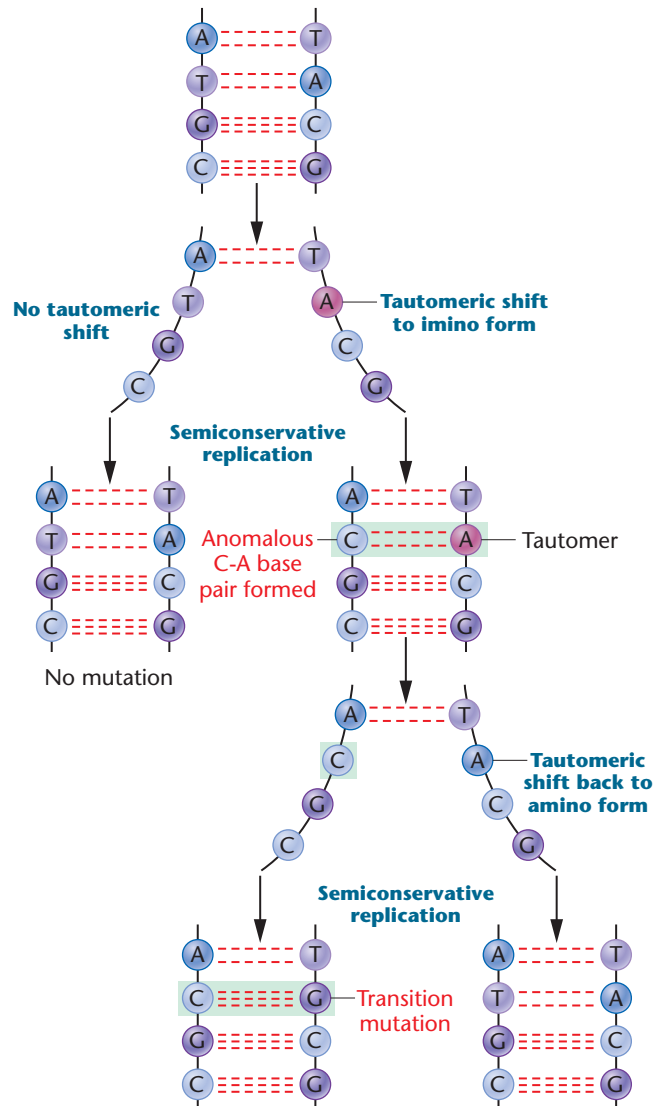 A T
T A
G C
C G
A T
No tautomeric
shift
T A
Tautomeric shift
to imino form
G C
C G
Semiconservative
replication
A T
T A
G C
C G
No mutation
A T
Anomalous
C-A base
pair formed
C A
Tautomer
G C
C G
A T
C A
Tautomeric
shift back to
amino form
G C
C G
Semiconservative
replication
A T
C G
Transition
mutation
G C
C G
A T
T A
G C
C G